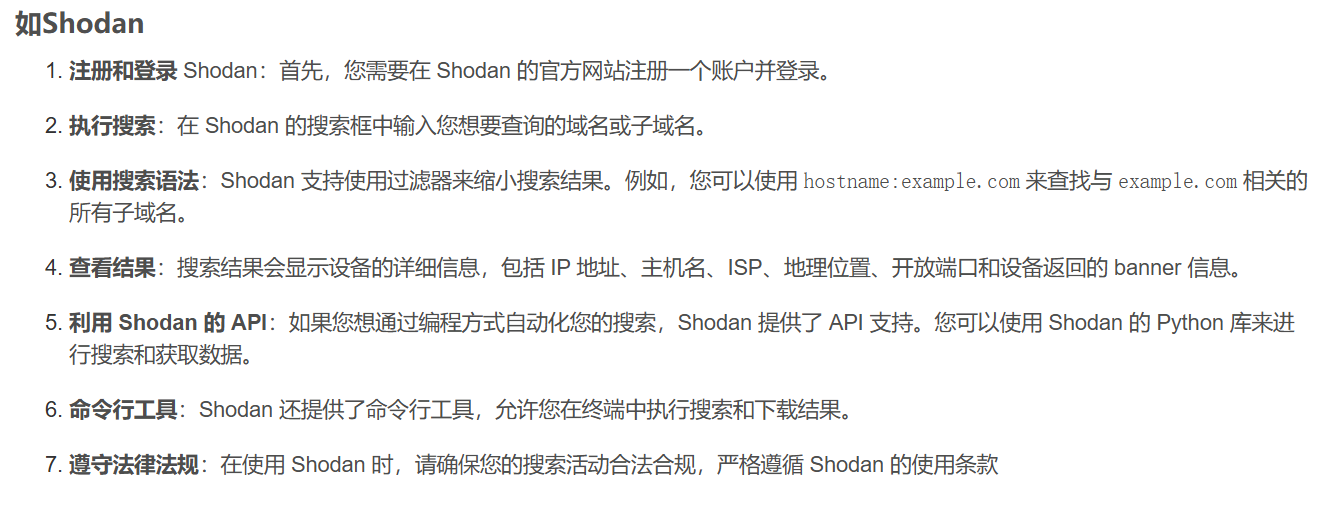 如Shodan
1. 注册和登录 Shodan：首先，您需要在 Shodan 的官方网站注册一个账户并登录。
2. 执行搜索：在 Shodan 的搜索框中输入您想要查询的域名或子域名。
3. 使用搜索语法：Shodan 支持使用过滤器来缩小搜索结果。例如，您可以使用 hostname:example.com 来查找与 example.com 相关的
所有子域名。
4. 查看结果：搜索结果会显示设备的详细信息，包括 IP 地址、主机名、ISP、地理位置、开放端口和设备返回的 banner 信息。
5. 利用 Shodan 的 API：如果您想通过编程方式自动化您的搜索，Shodan 提供了 API 支持。您可以使用 Shodan 的 Python 库来进
行搜索和获取数据。
6. 命令行工具：Shodan 还提供了命令行工具，允许您在终端中执行搜索和下载结果。
7. 遵守法律法规：在使用 Shodan 时，请确保您的搜索活动合法合规，严格遵循 Shodan 的使用条款